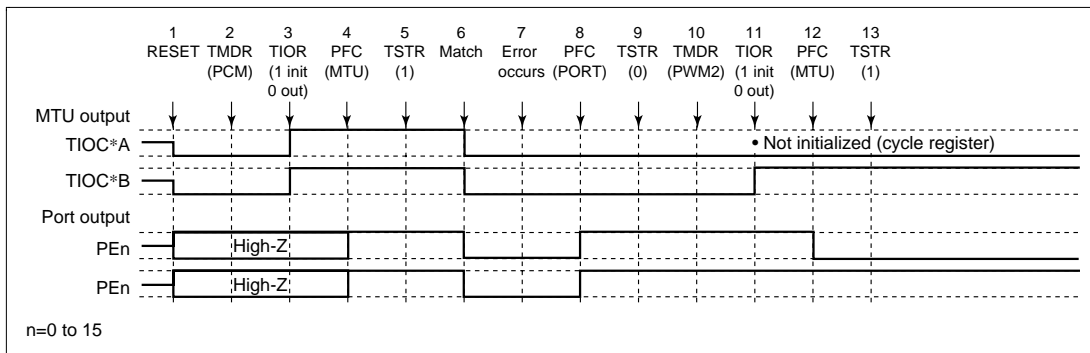 1 2 3 4 5 6 7 8 9 10 11 12 13
RESET TMDR TIOR PFC TSTR Match Error PFC TSTR TMDR TIOR PFC TSTR
(PCM) (1 init (MTU) (1) occurs (PORT) (0) (PWM2) (1 init (MTU) (1)
0 out) 0 out)
MTU output
TIOC*A • Not initialized (cycle register)
TIOC*B
Port output
PEn High-Z
PEn High-Z
n=0 to 15